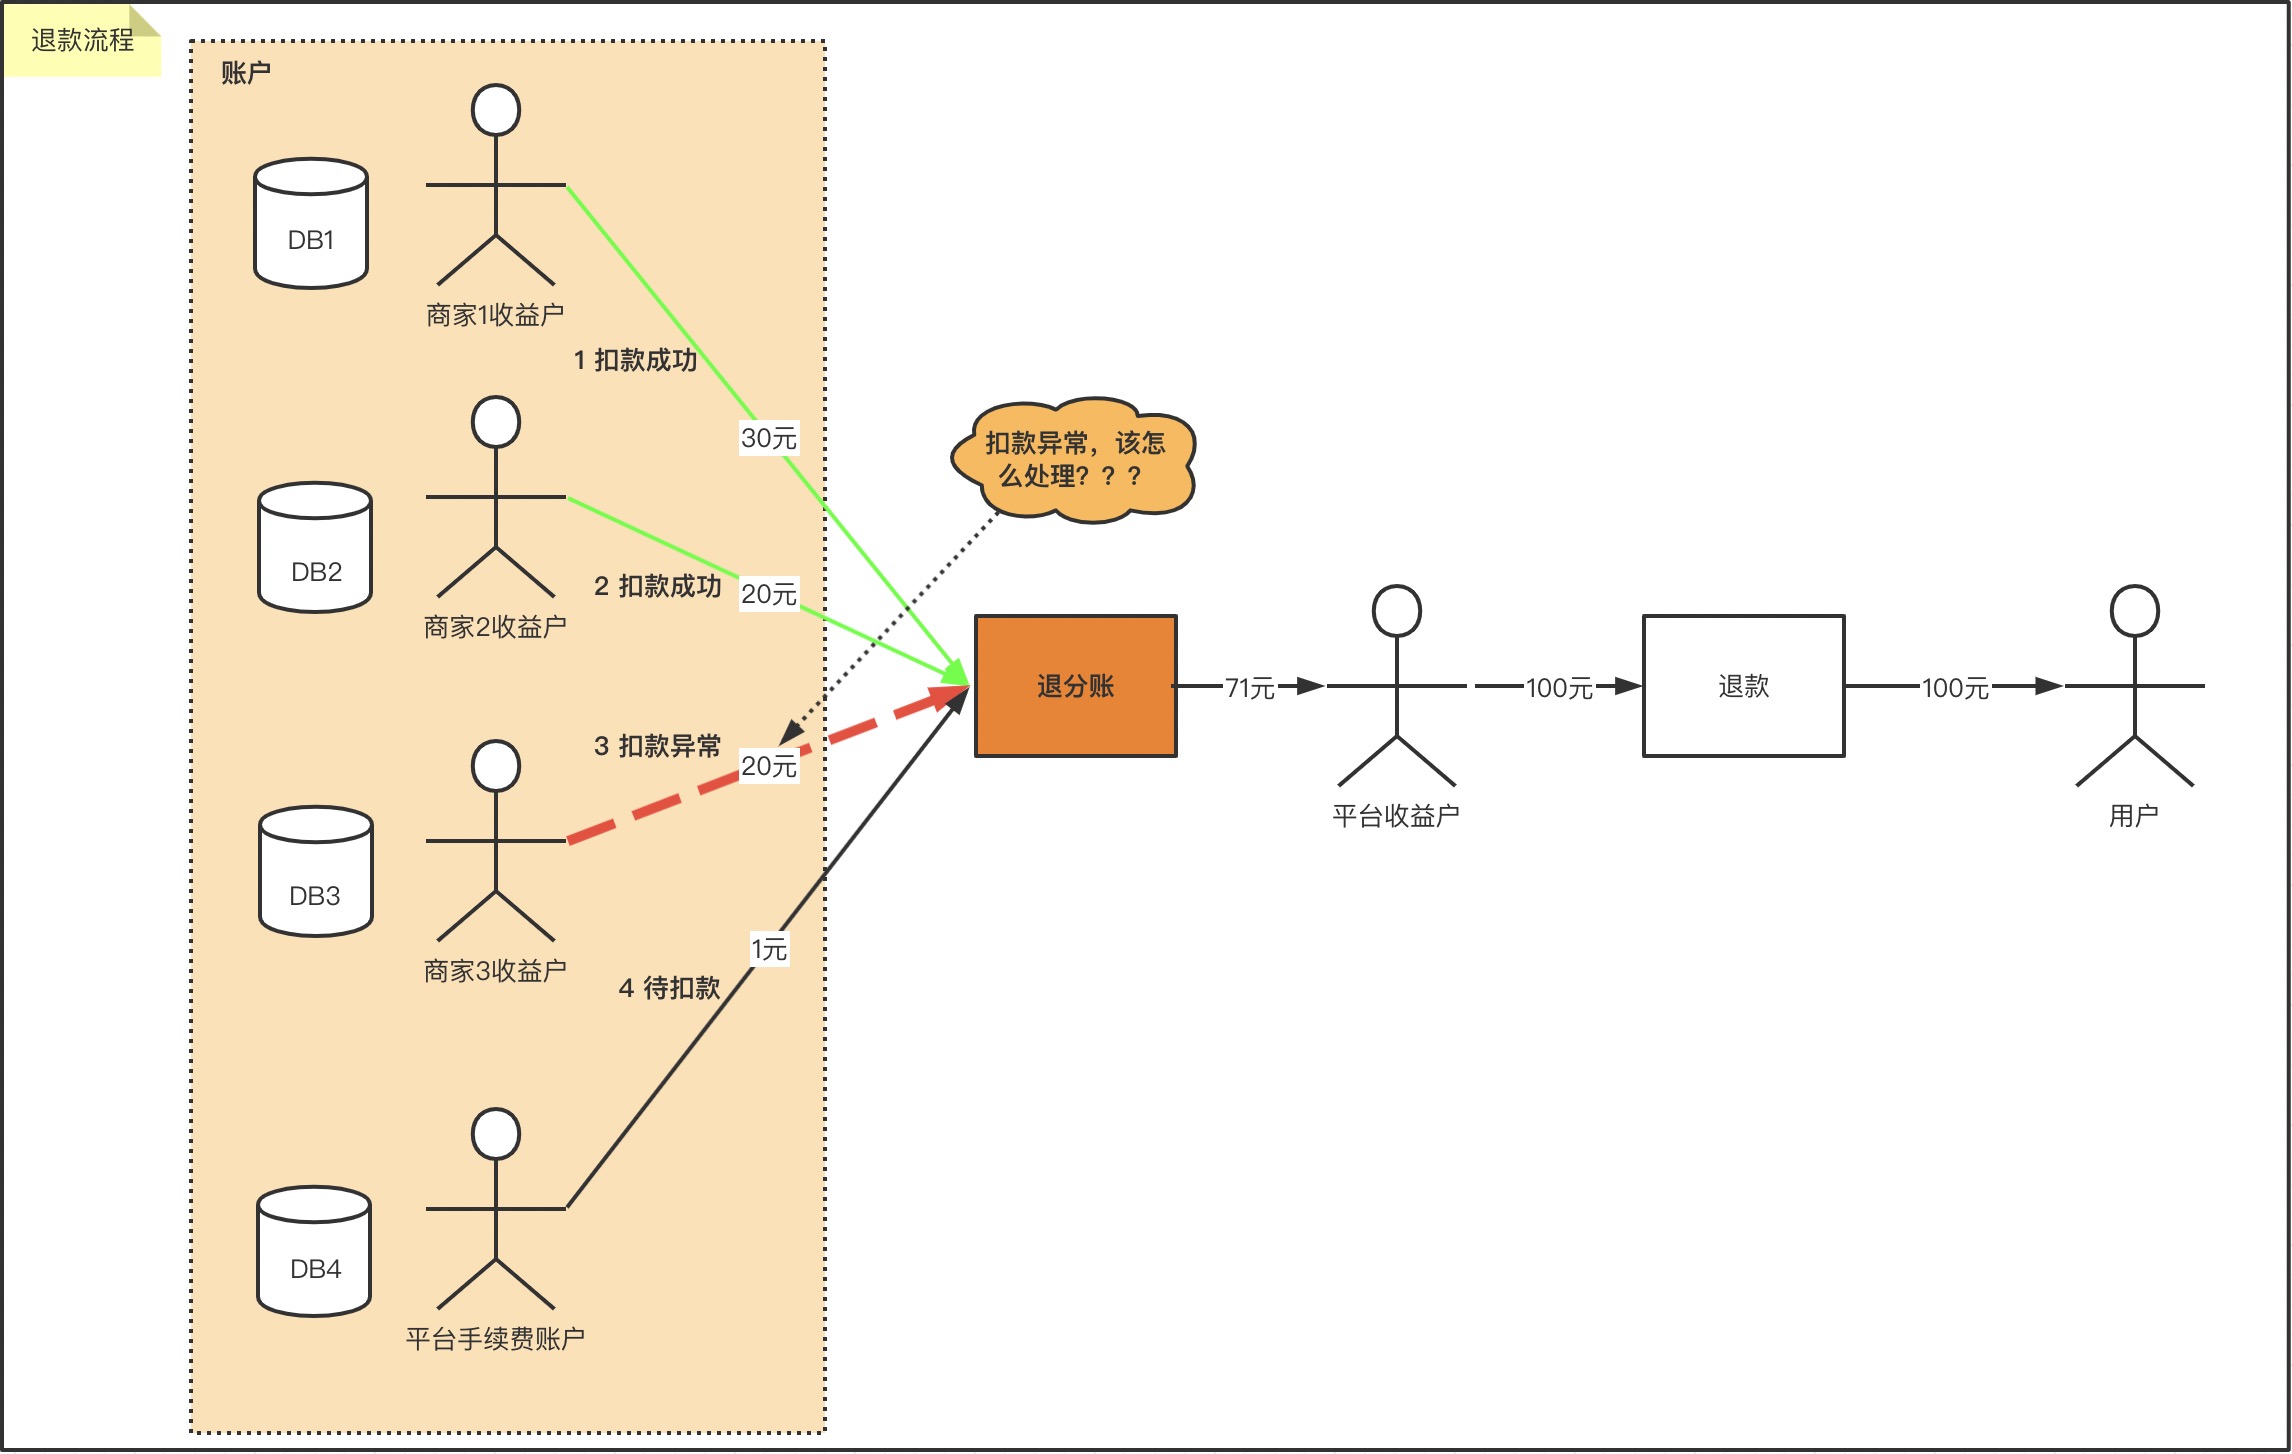 退款流程
账户
DB1
商家1收益户
1 扣款成功
30元
扣款异常，该怎
么处理？？？
DB2
商家2收益户
2 扣款成功
20元
退分账
71元
平台收益户
100元
退款
100元
用户
3 扣款异常
20元
DB3
商家3收益户
1元
4 待扣款
DB4
平台手续费账户